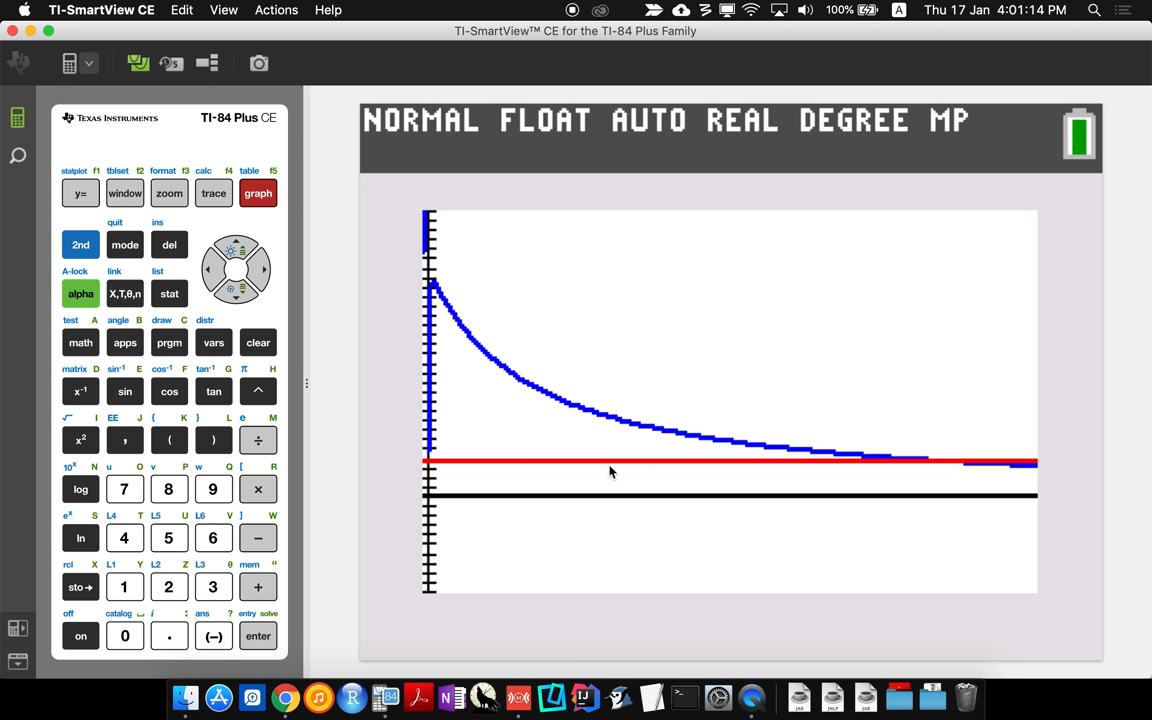 TI-SmartView CE Edit View Actions Help 100% A Thu 17 Jan 4:01:14 PM
TI-SmartView™ CE for the TI-84 Plus Family
TEXAS INSTRUMENTS TI-84 Plus CE
statplot f1 tblset f2 format f3 calc f4 table f5
y= window zoom trace graph
quit ins
2nd mode del
A-lock link list
alpha X,T,θ,n stat
test A angle B draw C distr
math apps prgm vars clear
matrix D sin⁻¹ E cos⁻¹ F tan⁻¹ G π H
x⁻¹ sin cos tan ^
√ I EE J { K } L e M
x² , ( ) ÷
10ˣ N u O v P w Q [ R
log 7 8 9 ×
eˣ S L4 T L5 U L6 V ] W
ln 4 5 6 −
rcl X L1 Y L2 Z L3 θ mem "
sto→ 1 2 3 +
off catalog ⎵ i : ans ? entry solve
on 0 . (−) enter
NORMAL FLOAT AUTO REAL DEGREE MP
JAR JNLP JAR